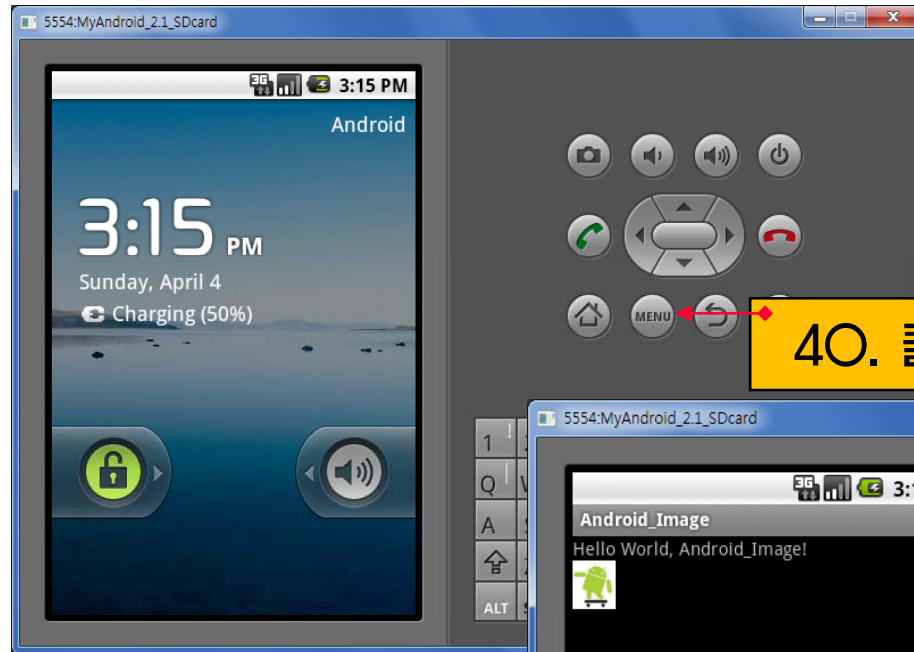 5554:MyAndroid_2.1_SDcard
3G 3:15 PM
Android
3:15 PM
Sunday, April 4
Charging (50%)
MENU
40.
1 !
Q
A
ALT
5554:MyAndroid_2.1_SDcard
3G
Android_Image
Hello World, Android_Image!